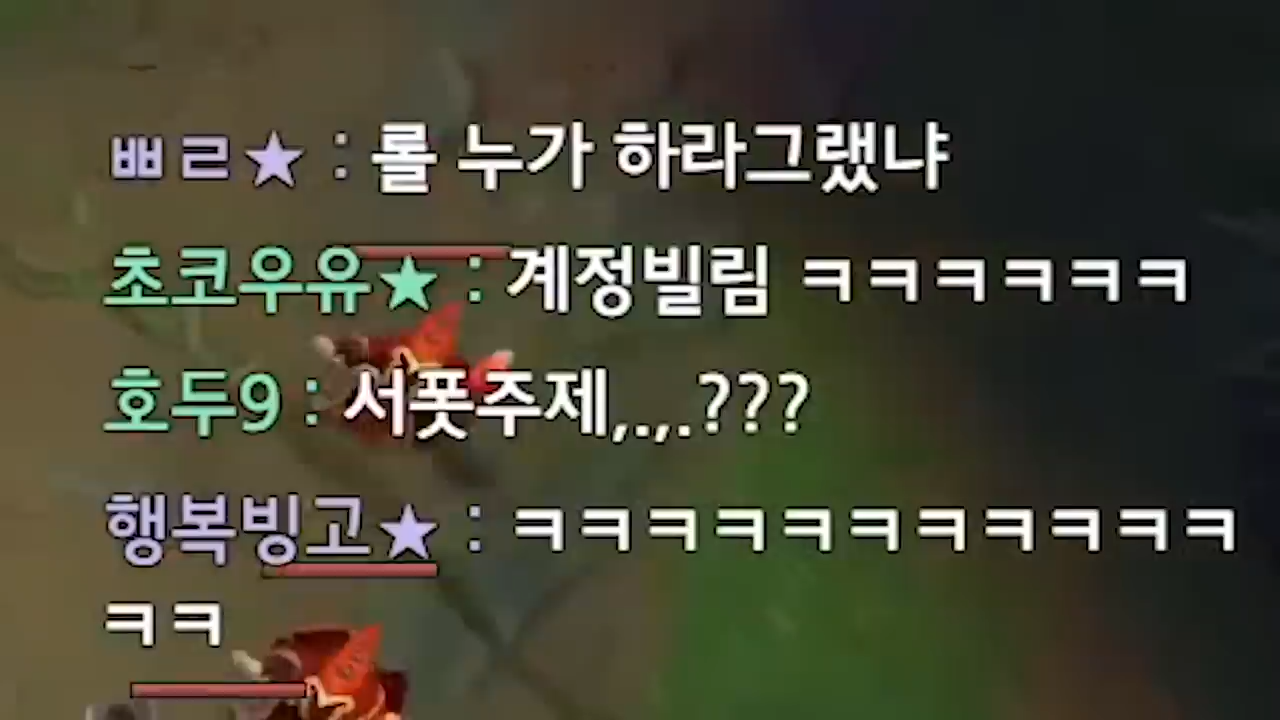 ㅃㄹ★ : 롤 누가 하라그랬냐
초코우유★ : 계정빌림 ㅋㅋㅋㅋㅋㅋ
호두9 : 서폿주제,.,.???
행복빙고★ : ㅋㅋㅋㅋㅋㅋㅋㅋㅋㅋㅋ
ㅋㅋ